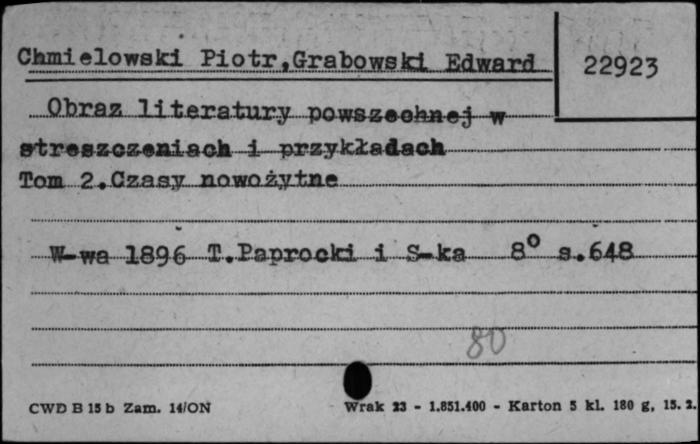 Chmielowski Piotr,Grabowski Edward
22923
Obraz literatury powszechnej w
streszczeniach i przykładach
Tom 2.Czasy nowożytne
W-wa 1896 T.Paprocki i S-ka 8° s.648
80
CWD B 15 b Zam. 14/ON
Wrak 23 - 1.851.400 - Karton 5 kl. 180 g, 15. 2.